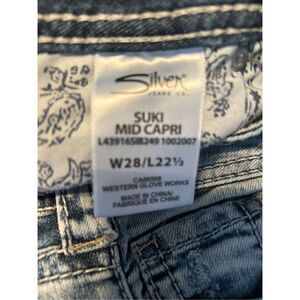 Silver
JEANS CO.
SUKI
MID CAPRI
L43916SIB249 1002007
W28/L22½
CA00508
WESTERN GLOVE WORKS
MADE IN CHINA/
FABRIQUÉ EN CHINE